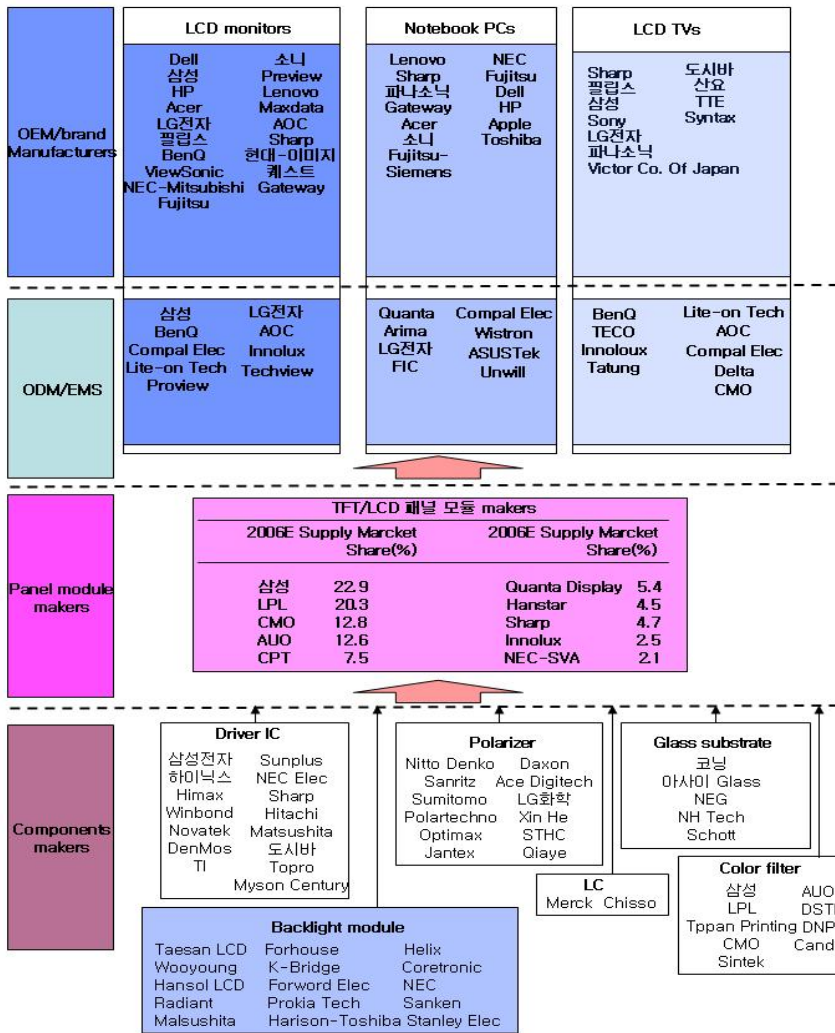 LCD monitors
Notebook PCs
LCD TVs
OEM/brand
Manufacturers
Dell
삼성
HP
Acer
LG전자
필립스
BenQ
ViewSonic
NEC-Mitsubishi
Fujitsu
소니
Preview
Lenovo
Maxdata
AOC
Sharp
현대-이미지
퀘스트
Gateway
Lenovo
Sharp
파나소닉
Gateway
Acer
소니
Fujitsu-
Siemens
NEC
Fujitsu
Dell
HP
Apple
Toshiba
Sharp
필립스
삼성
Sony
LG전자
파나소닉
Victor Co. Of Japan
도시바
산요
TTE
Syntax
ODM/EMS
삼성
BenQ
Compal Elec
Lite-on Tech
Proview
LG전자
AOC
Innolux
Techview
Quanta
Arima
LG전자
FIC
Compal Elec
Wistron
ASUSTek
Unwill
BenQ
TECO
Innoloux
Tatung
Lite-on Tech
AOC
Compal Elec
Delta
CMO
Panel module
makers
TFT/LCD 패널 모듈 makers
2006E Supply Marcket
Share(%)
2006E Supply Marcket
Share(%)
삼성 22.9
LPL 20.3
CMO 12.8
AUO 12.6
CPT 7.5
Quanta Display 5.4
Hanstar 4.5
Sharp 4.7
Innolux 2.5
NEC-SVA 2.1
Components
makers
Driver IC
삼성전자
하이닉스
Himax
Winbond
Novatek
DenMos
TI
Sunplus
NEC Elec
Sharp
Hitachi
Matsushita
도시바
Topro
Myson Century
Polarizer
Nitto Denko
Sanritz
Sumitomo
Polartechno
Optimax
Jantex
Daxon
Ace Digitech
LG화학
Xin He
STHC
Qiaye
Glass substrate
코닝
아사이 Glass
NEG
NH Tech
Schott
LC
Merck Chisso
Color filter
삼성
LPL
Tppan Printing
CMO
Sintek
AUO
DSTI
DNP
Cand
Backlight module
Taesan LCD
Wooyoung
Hansol LCD
Radiant
Malsushita
Forhouse
K-Bridge
Forword Elec
Prokia Tech
Harison-Toshiba
Helix
Coretronic
NEC
Sanken
Stanley Elec